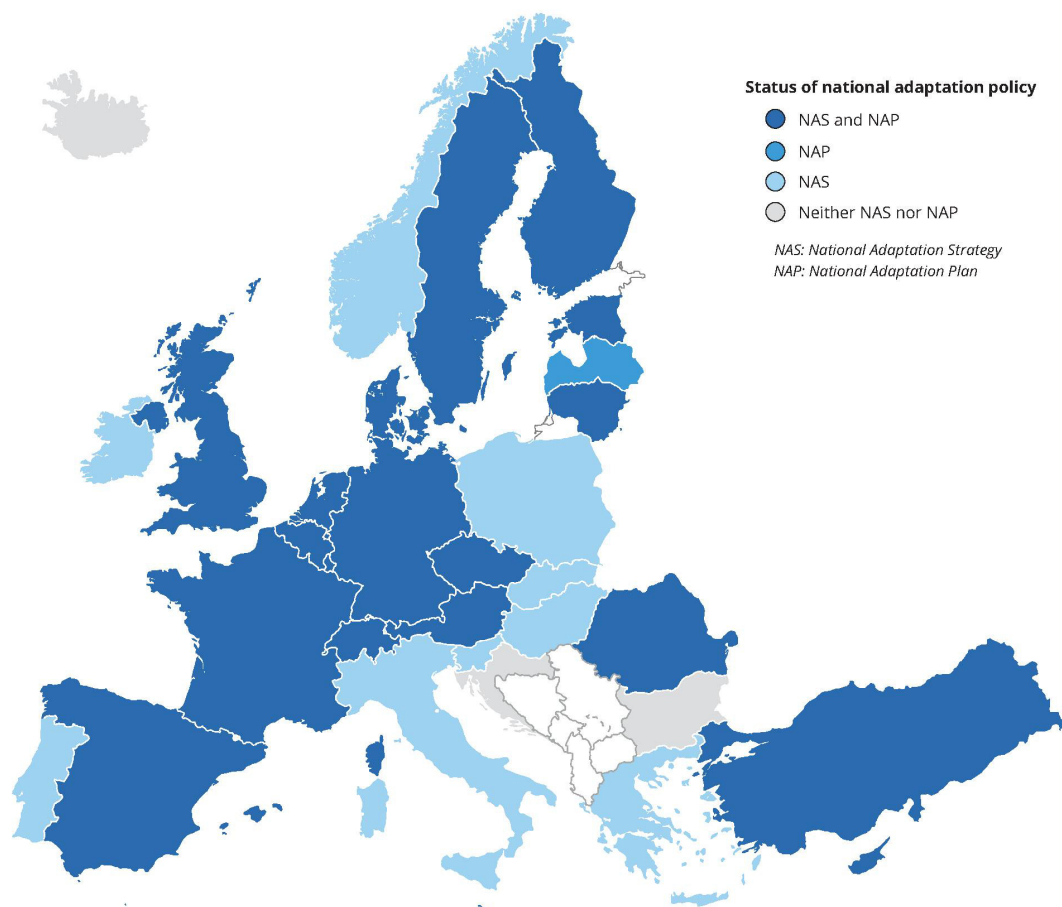 Status of national adaptation policy
NAS and NAP
NAP
NAS
Neither NAS nor NAP
NAS: National Adaptation Strategy
NAP: National Adaptation Plan